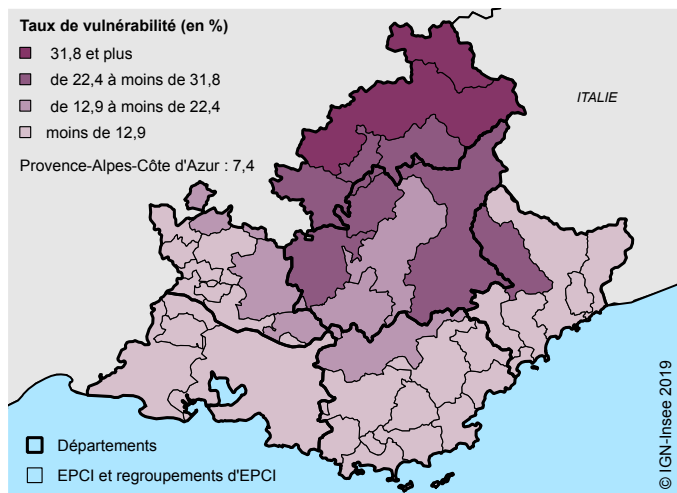 Taux de vulnérabilité (en %)
31,8 et plus
de 22,4 à moins de 31,8
de 12,9 à moins de 22,4
moins de 12,9
Provence-Alpes-Côte d'Azur : 7,4
ITALIE
Départements
EPCI et regroupements d'EPCI
© IGN-Insee 2019